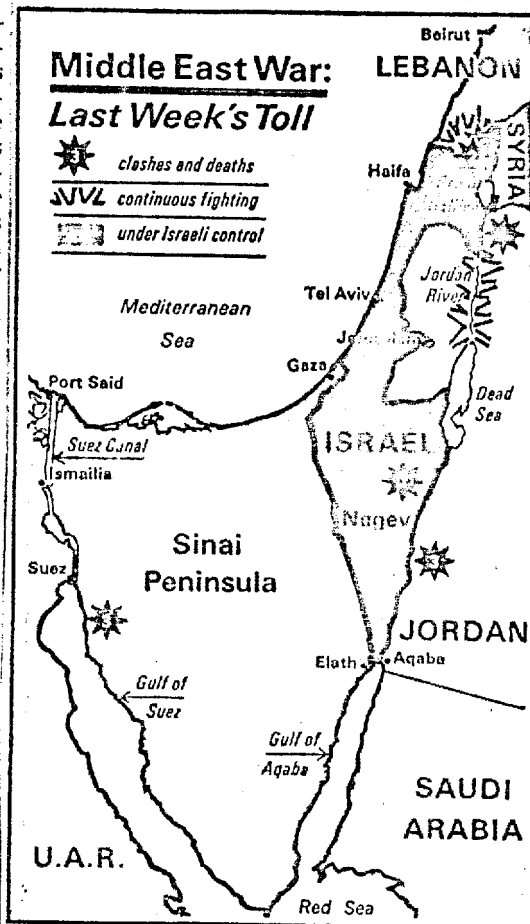 Middle East War:
Last Week's Toll
clashes and deaths
continuous fighting
under Israeli control
Beirut
LEBANON
SYRIA
Haifa
Mediterranean
Sea
Tel Aviv
Jordan
River
Gaza
Dead
Sea
Port Said
Suez Canal
Ismailia
ISRAEL
Negev
Sinai
Peninsula
Suez
JORDAN
Elath
Aqaba
Gulf of
Suez
Gulf of
Aqaba
SAUDI
ARABIA
U.A.R.
Red Sea